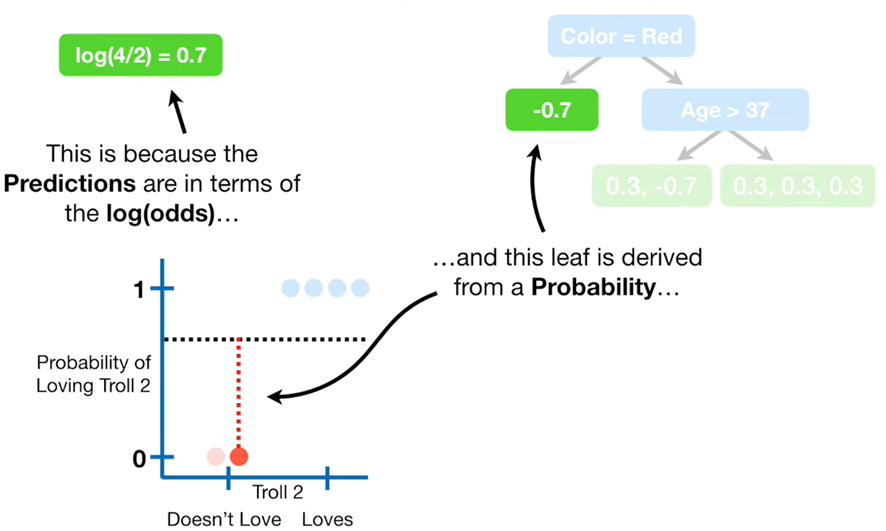 log(4/2) = 0.7
This is because the
Predictions are in terms of
the log(odds)…
Color = Red
-0.7
Age > 37
0.3, -0.7
0.3, 0.3, 0.3
…and this leaf is derived
from a Probability…
1
Probability of
Loving Troll 2
0
Troll 2
Doesn't Love
Loves